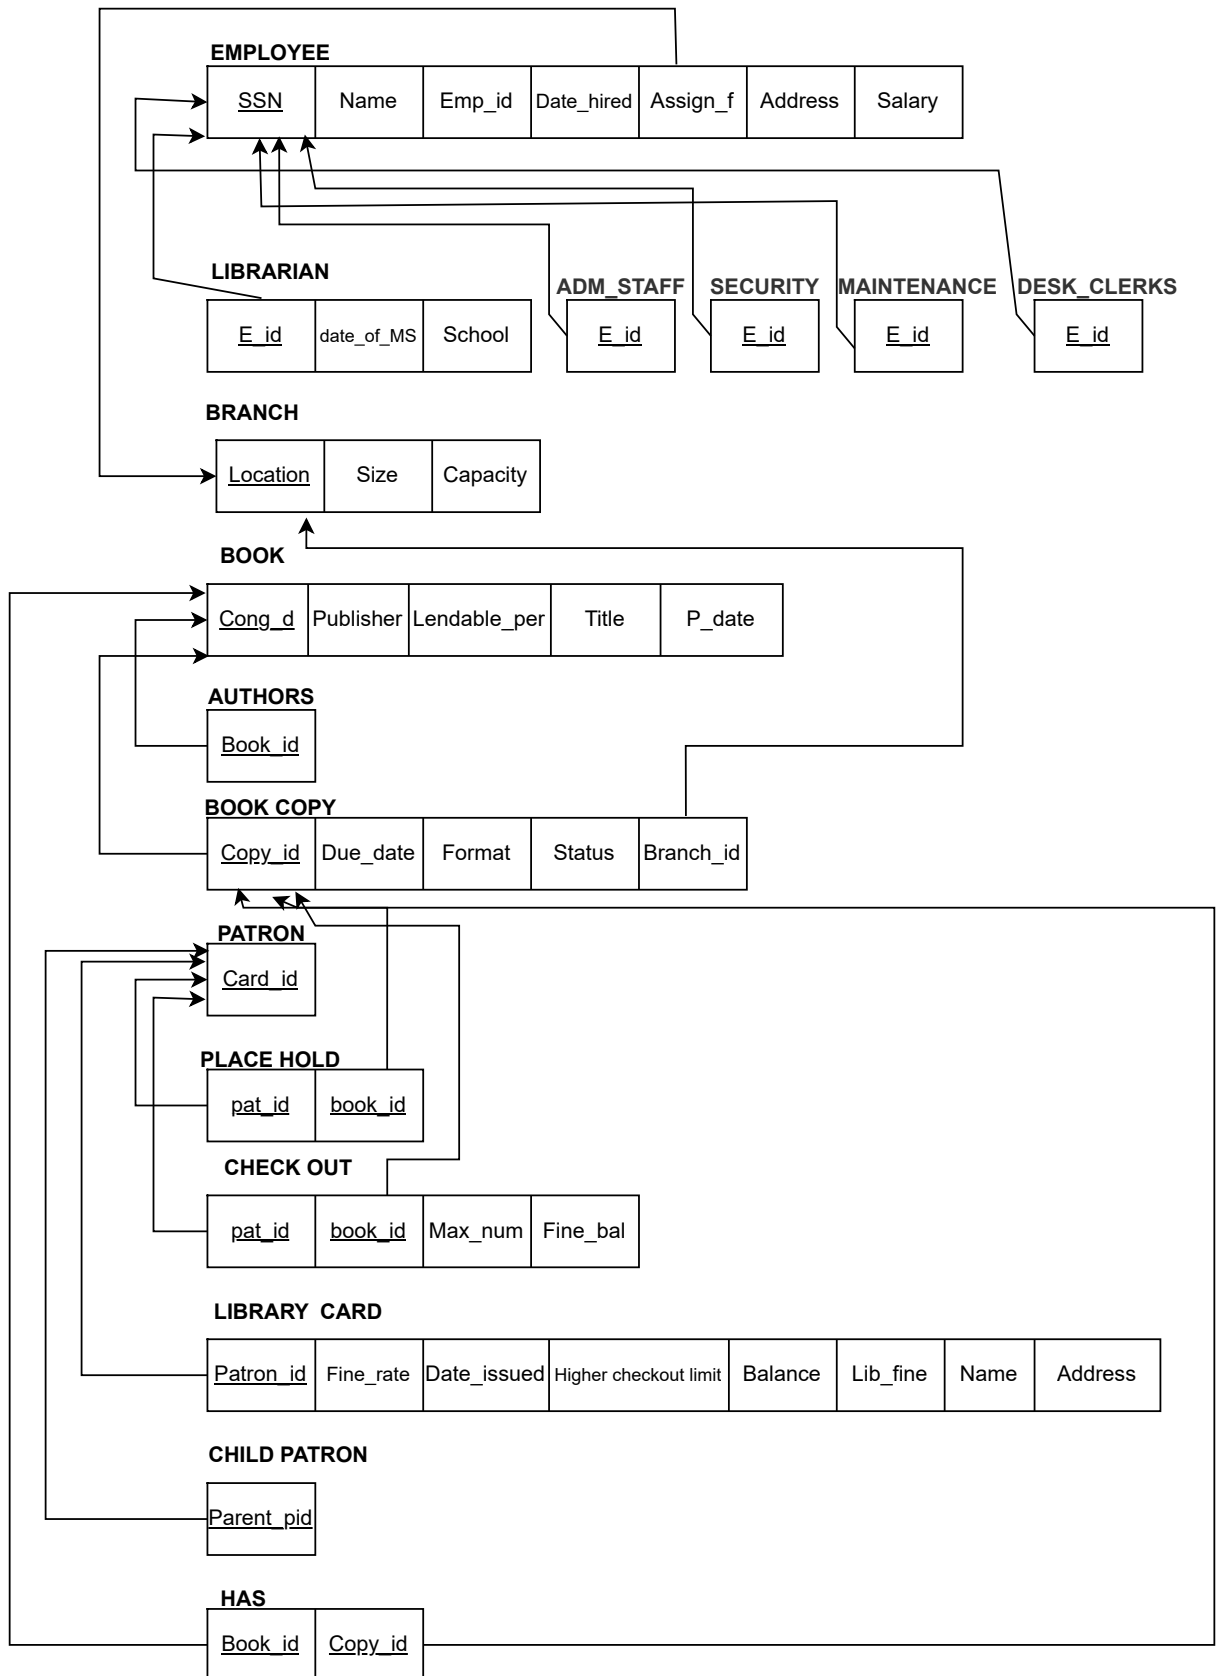 EMPLOYEE
SSN Name Emp_id Date_hired Assign_f Address Salary
LIBRARIAN
ADM_STAFF SECURITY MAINTENANCE DESK_CLERKS
E_id date_of_MS School E_id E_id E_id E_id
BRANCH
Location Size Capacity
BOOK
Cong_d Publisher Lendable_per Title P_date
AUTHORS
Book_id
BOOK COPY
Copy_id Due_date Format Status Branch_id
PATRON
Card_id
PLACE HOLD
pat_id book_id
CHECK OUT
pat_id book_id Max_num Fine_bal
LIBRARY CARD
Patron_id Fine_rate Date_issued Higher checkout limit Balance Lib_fine Name Address
CHILD PATRON
Parent_pid
HAS
Book_id Copy_id